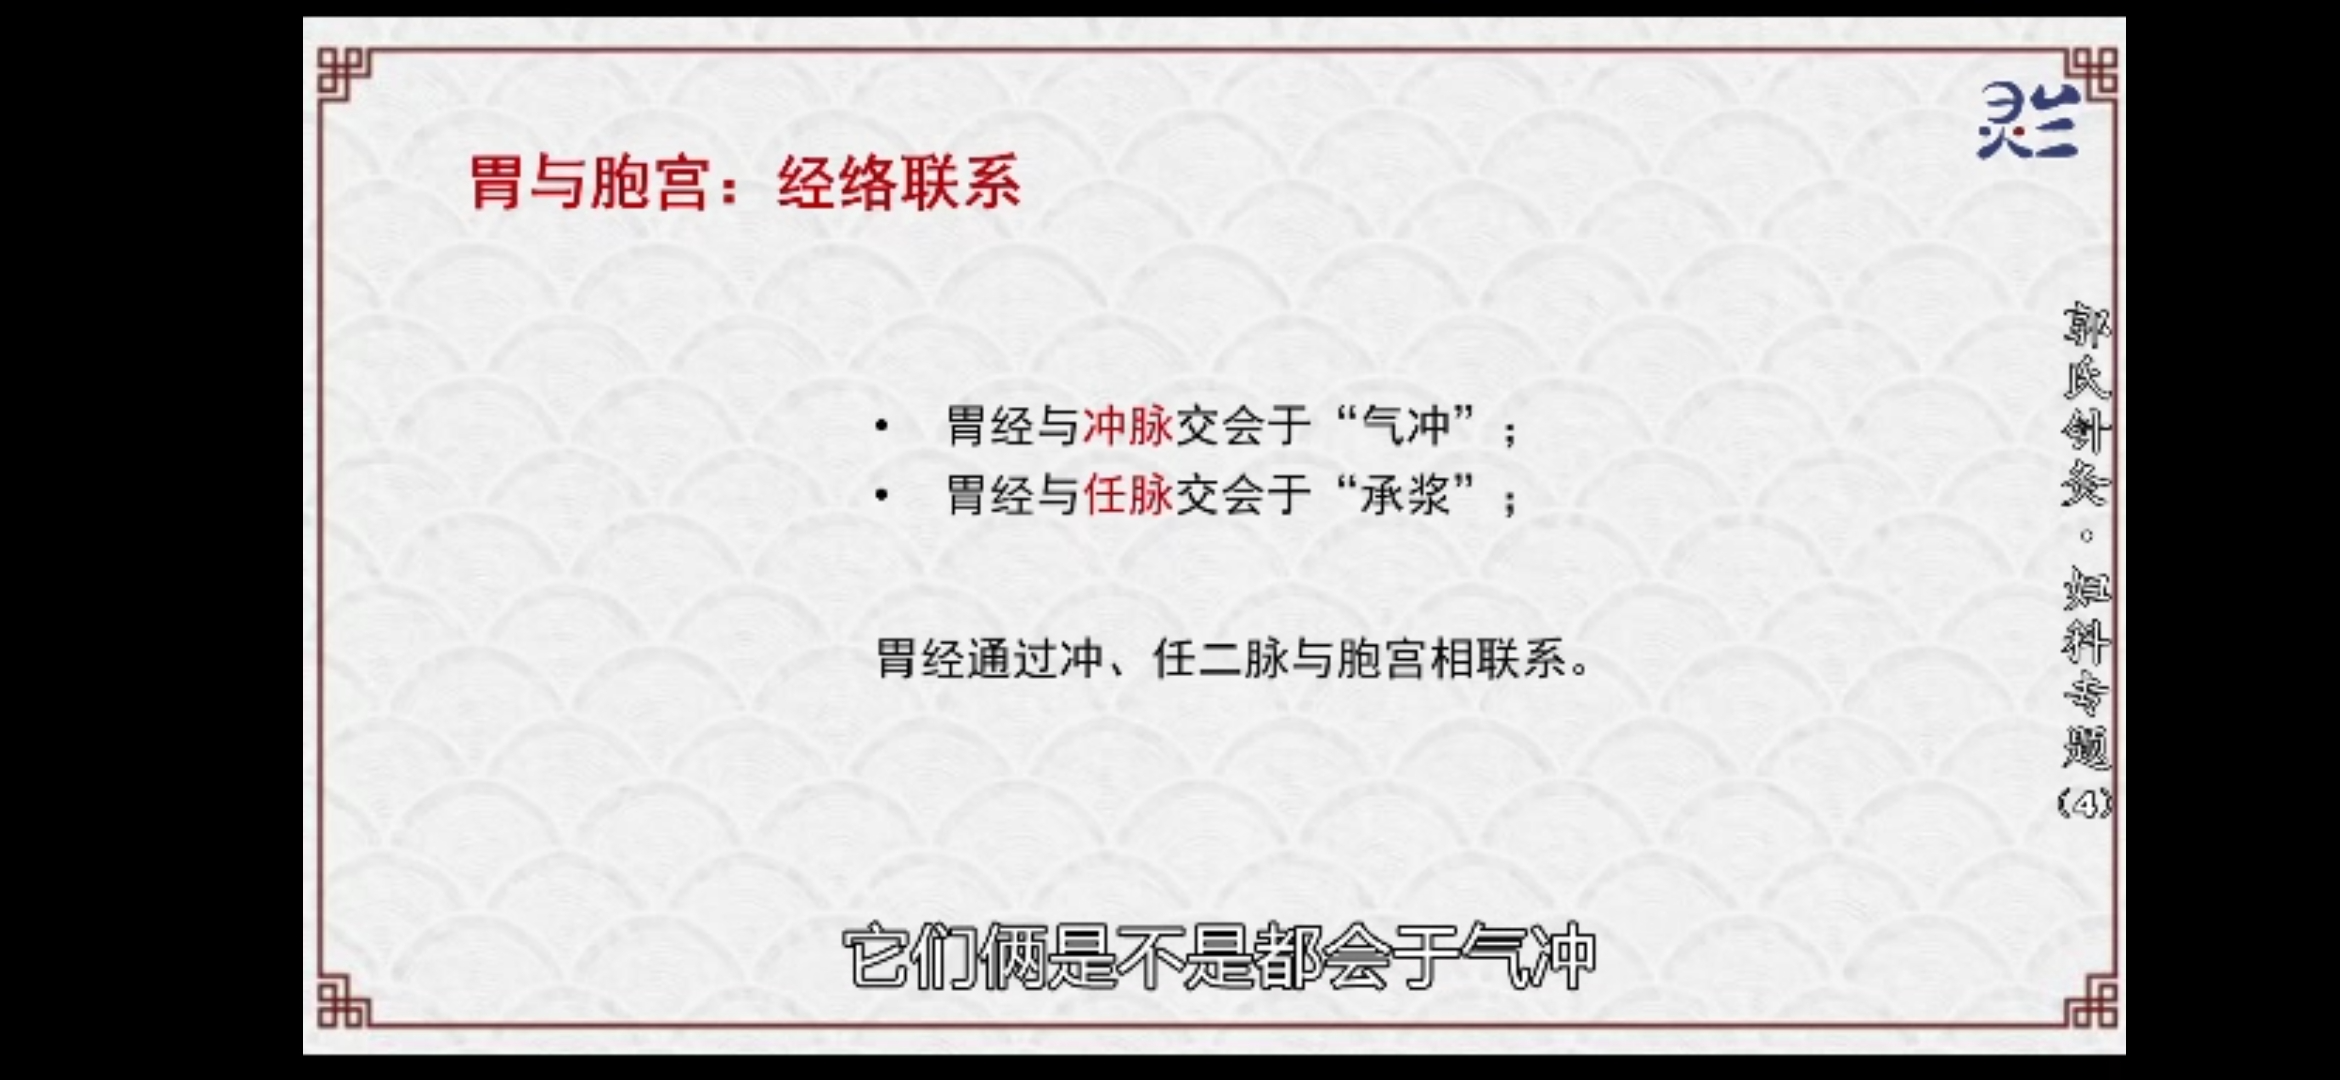 灵兰
胃与胞宫：经络联系
• 胃经与冲脉交会于“气冲”；
• 胃经与任脉交会于“承浆”；
胃经通过冲、任二脉与胞宫相联系。
郭氏针灸·妇科专题(4)
它们俩是不是都会于气冲